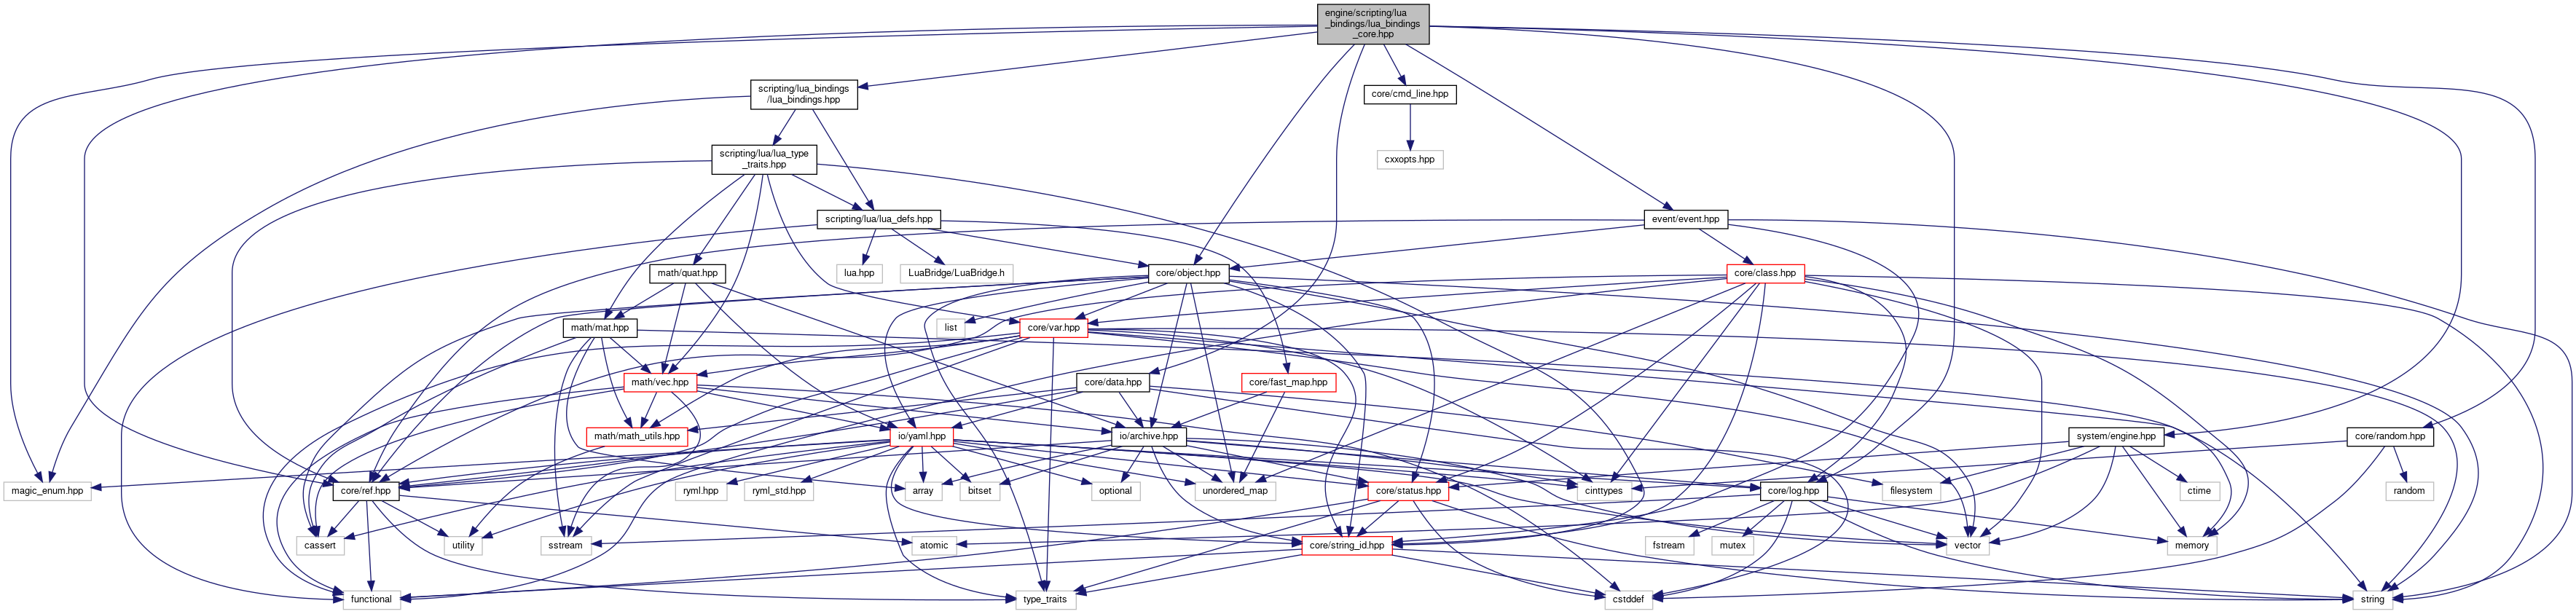 engine/scripting/lua
_bindings/lua_bindings
_core.hpp
scripting/lua_bindings
/lua_bindings.hpp
core/cmd_line.hpp
scripting/lua/lua_type
_traits.hpp
cxxopts.hpp
scripting/lua/lua_defs.hpp
event/event.hpp
math/quat.hpp
lua.hpp
LuaBridge/LuaBridge.h
core/object.hpp
core/class.hpp
math/mat.hpp
list
core/var.hpp
math/vec.hpp
core/data.hpp
core/fast_map.hpp
math/math_utils.hpp
io/yaml.hpp
io/archive.hpp
system/engine.hpp
core/random.hpp
magic_enum.hpp
core/ref.hpp
ryml.hpp
ryml_std.hpp
array
bitset
optional
unordered_map
core/status.hpp
cinttypes
core/log.hpp
filesystem
ctime
random
cassert
utility
sstream
atomic
core/string_id.hpp
fstream
mutex
vector
memory
functional
type_traits
cstddef
string